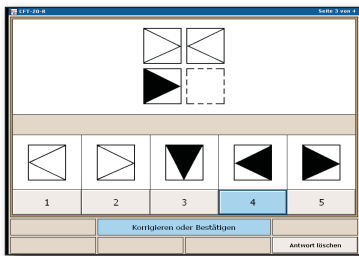 CFT-20-R Seite 3 von 4
1 2 3 4 5
Korrigieren oder Bestätigen
Antwort löschen